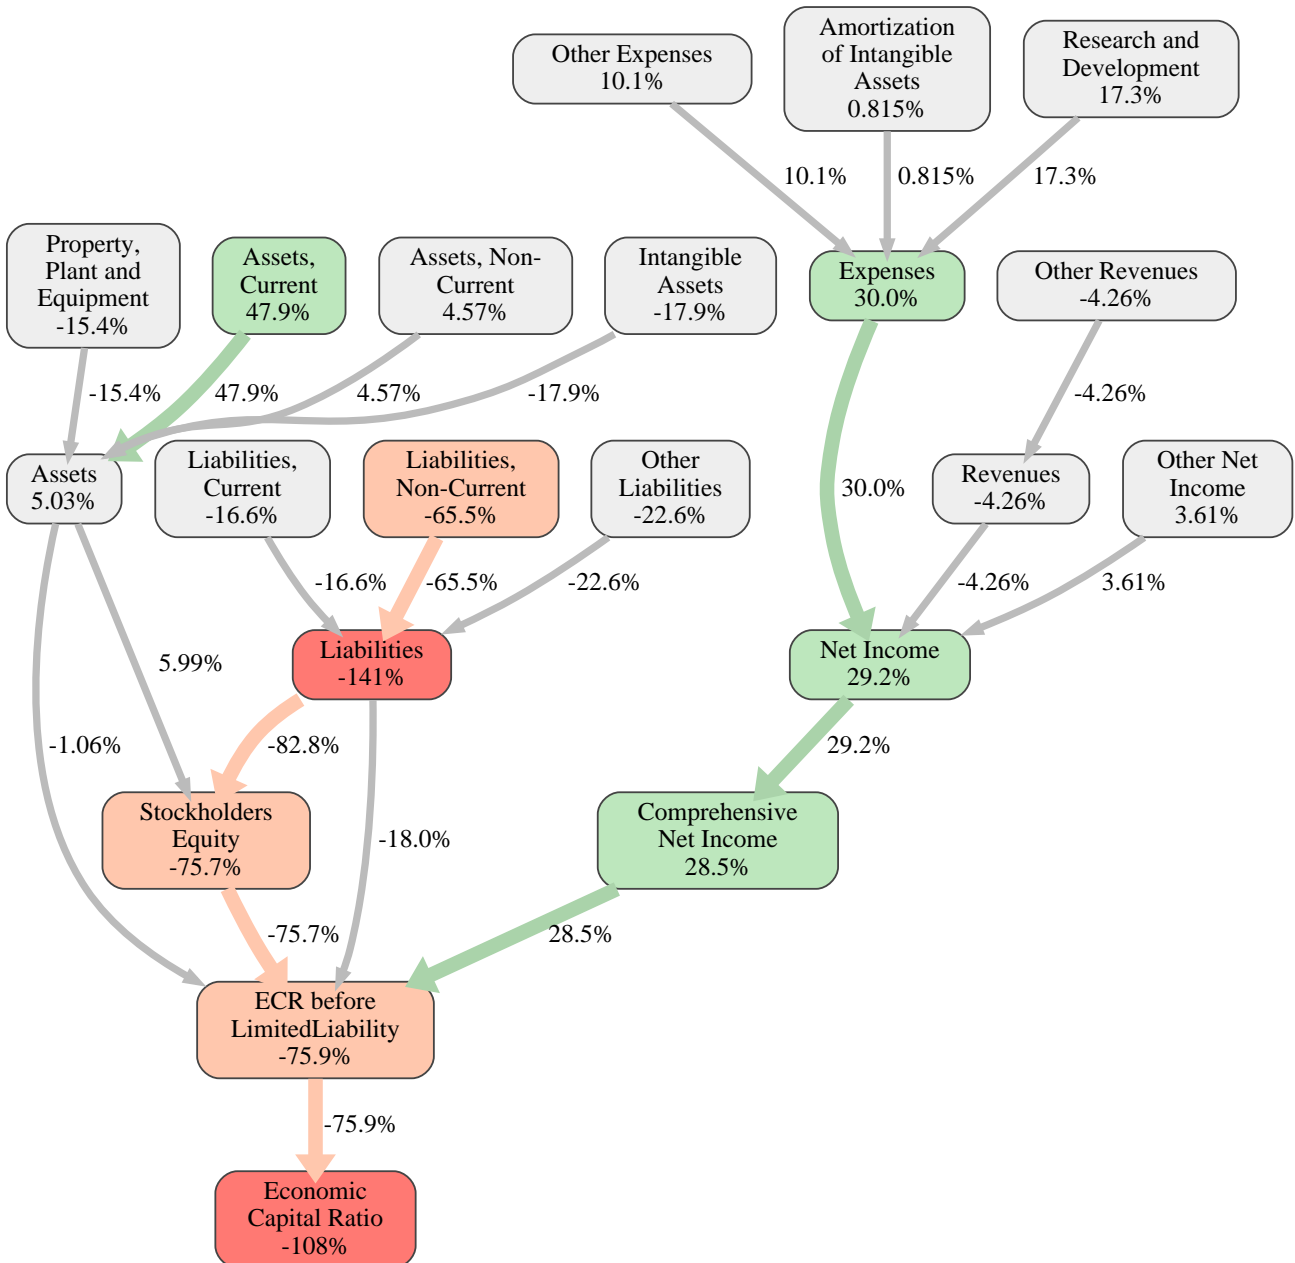 Other Expenses
10.1%
Amortization
of Intangible
Assets
0.815%
Research and
Development
17.3%
10.1%
0.815%
17.3%
Property,
Plant and
Equipment
-15.4%
Assets,
Current
47.9%
Assets, Non-
Current
4.57%
Intangible
Assets
-17.9%
Expenses
30.0%
Other Revenues
-4.26%
-15.4%
47.9%
4.57%
-17.9%
-4.26%
Assets
5.03%
Liabilities,
Current
-16.6%
Liabilities,
Non-Current
-65.5%
Other
Liabilities
-22.6%
30.0%
Revenues
-4.26%
Other Net
Income
3.61%
-16.6%
-65.5%
-22.6%
-4.26%
3.61%
Liabilities
-141%
Net Income
29.2%
5.99%
-1.06%
-82.8%
29.2%
Stockholders
Equity
-75.7%
-18.0%
Comprehensive
Net Income
28.5%
-75.7%
28.5%
ECR before
LimitedLiability
-75.9%
-75.9%
Economic
Capital Ratio
-108%